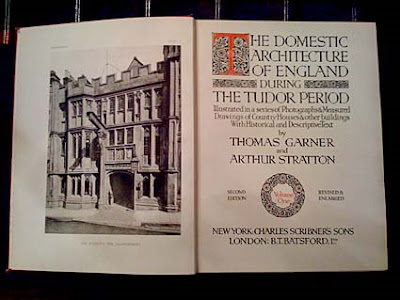 THE DOMESTIC
ARCHITECTURE
OF ENGLAND
DURING
THE TUDOR PERIOD
Illustrated in a series of Photographs & Measured
Drawings of Country Houses & other buildings
With Historical and Descriptive Text
by
THOMAS GARNER
and
ARTHUR STRATTON
SECOND
EDITION
Volume
One
REVISED &
ENLARGED
NEW YORK: CHARLES SCRIBNER'S SONS
LONDON: B.T. BATSFORD, LTD